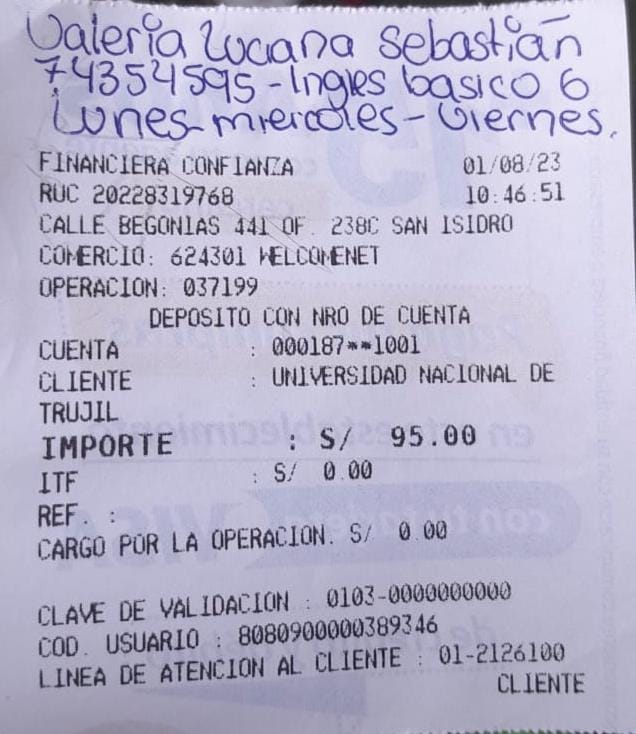 Valeria Luciana Sebastián
74354595 - Ingles basico 6
Lunes - miercoles - Viernes.
FINANCIERA CONFIANZA 01/08/23
RUC 20228319768 10:46:51
CALLE BEGONIAS 441 OF. 238C SAN ISIDRO
COMERCIO: 624301 WELCOMENET
OPERACION: 037199
DEPOSITO CON NRO DE CUENTA
CUENTA : 000187**1001
CLIENTE : UNIVERSIDAD NACIONAL DE
TRUJIL
IMPORTE : S/ 95.00
ITF : S/ 0.00
REF :
CARGO POR LA OPERACION. S/ 0.00
CLAVE DE VALIDACION : 0103-0000000000
COD. USUARIO : 8080900000389346
LINEA DE ATENCION AL CLIENTE : 01-2126100
CLIENTE